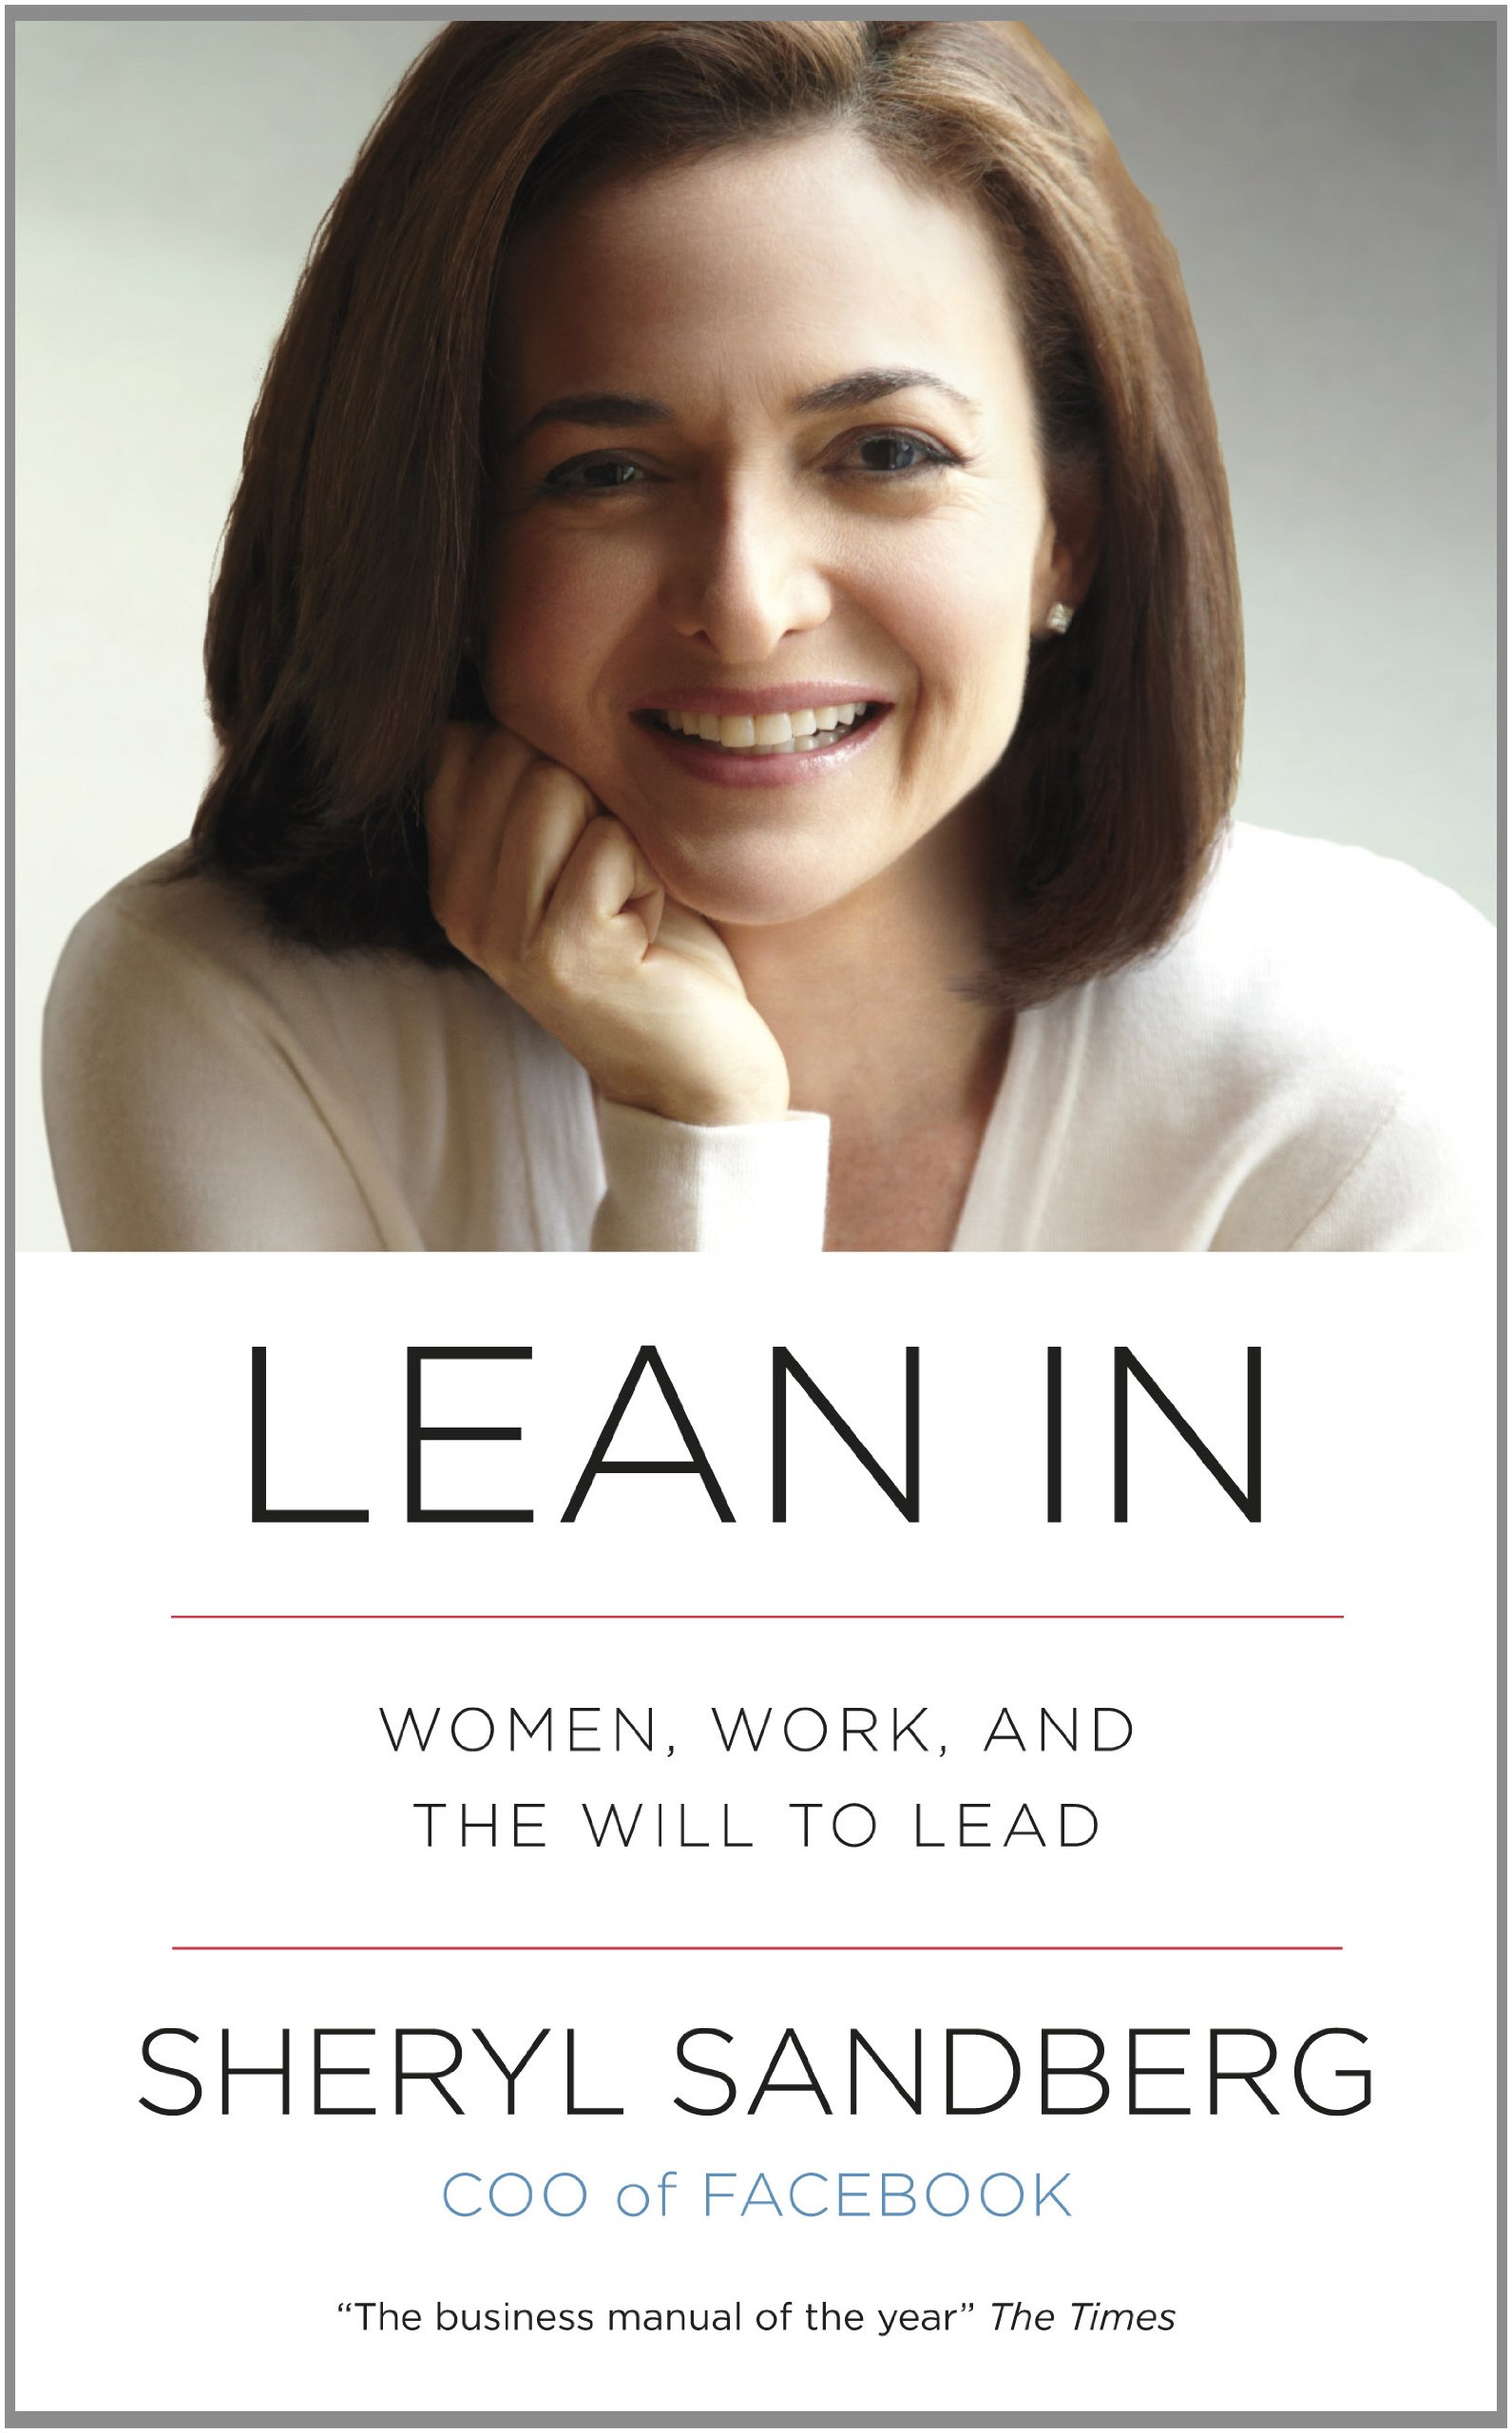 LEAN IN
WOMEN, WORK, AND
THE WILL TO LEAD
SHERYL SANDBERG
COO of FACEBOOK
“The business manual of the year” The Times